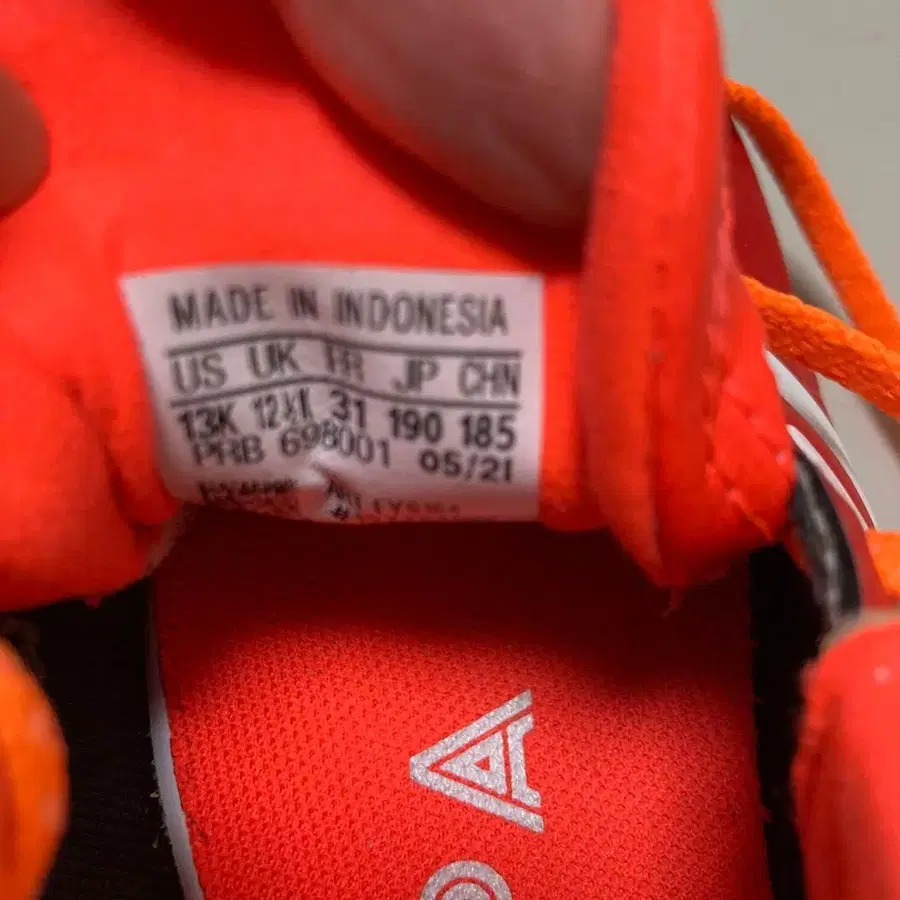 MADE IN INDONESIA
US UK FR JP CHN
13K 12½K 31 190 185
PRB 698001 05/21